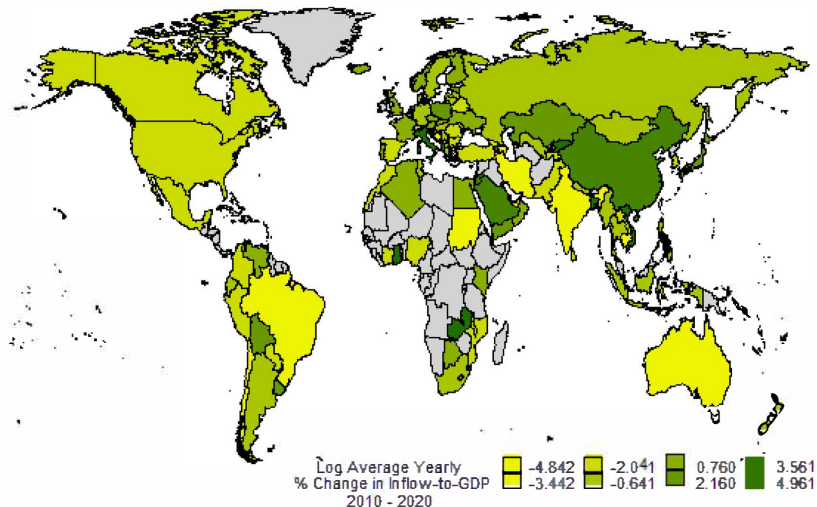 Log Average Yearly -4.842 -2.041 0.760 3.561
% Change in Inflow-to-GDP -3.442 -0.641 2.160 4.961
2010 - 2020